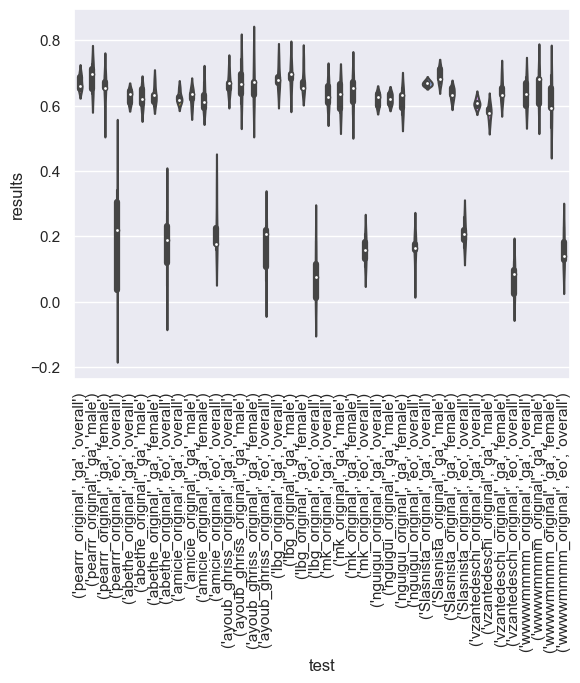 results
0.8
0.6
0.4
0.2
0.0
−0.2
('pearrr_original', 'ga', 'overall')
('pearrr_original', 'ga', 'male')
('pearrr_original', 'ga', 'female')
('pearrr_original', 'eo', 'overall')
('abethe_original', 'ga', 'overall')
('abethe_original', 'ga', 'male')
('abethe_original', 'ga', 'female')
('abethe_original', 'eo', 'overall')
('amicie_original', 'ga', 'overall')
('amicie_original', 'ga', 'male')
('amicie_original', 'ga', 'female')
('amicie_original', 'eo', 'overall')
('ayoub_ghriss_original', 'ga', 'overall')
('ayoub_ghriss_original', 'ga', 'male')
('ayoub_ghriss_original', 'ga', 'female')
('ayoub_ghriss_original', 'eo', 'overall')
('lbg_original', 'ga', 'overall')
('lbg_original', 'ga', 'male')
('lbg_original', 'ga', 'female')
('lbg_original', 'eo', 'overall')
('mk_original', 'ga', 'overall')
('mk_original', 'ga', 'male')
('mk_original', 'ga', 'female')
('mk_original', 'eo', 'overall')
('nguigui_original', 'ga', 'overall')
('nguigui_original', 'ga', 'male')
('nguigui_original', 'ga', 'female')
('nguigui_original', 'eo', 'overall')
('Slasnista_original', 'ga', 'overall')
('Slasnista_original', 'ga', 'male')
('Slasnista_original', 'ga', 'female')
('Slasnista_original', 'eo', 'overall')
('vzantedeschi_original', 'ga', 'overall')
('vzantedeschi_original', 'ga', 'male')
('vzantedeschi_original', 'ga', 'female')
('vzantedeschi_original', 'eo', 'overall')
('wwwwmmmm_original', 'ga', 'overall')
('wwwwmmmm_original', 'ga', 'male')
('wwwwmmmm_original', 'ga', 'female')
('wwwwmmmm_original', 'eo', 'overall')
test